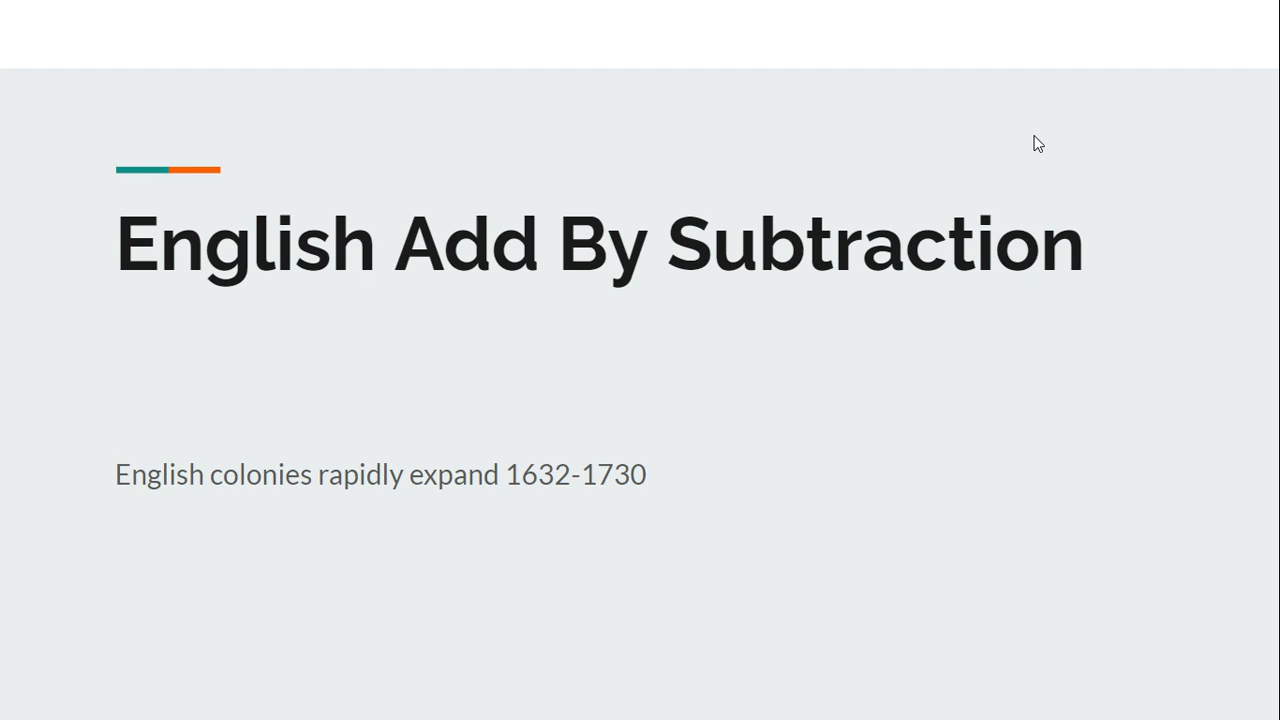 English Add By Subtraction
English colonies rapidly expand 1632-1730